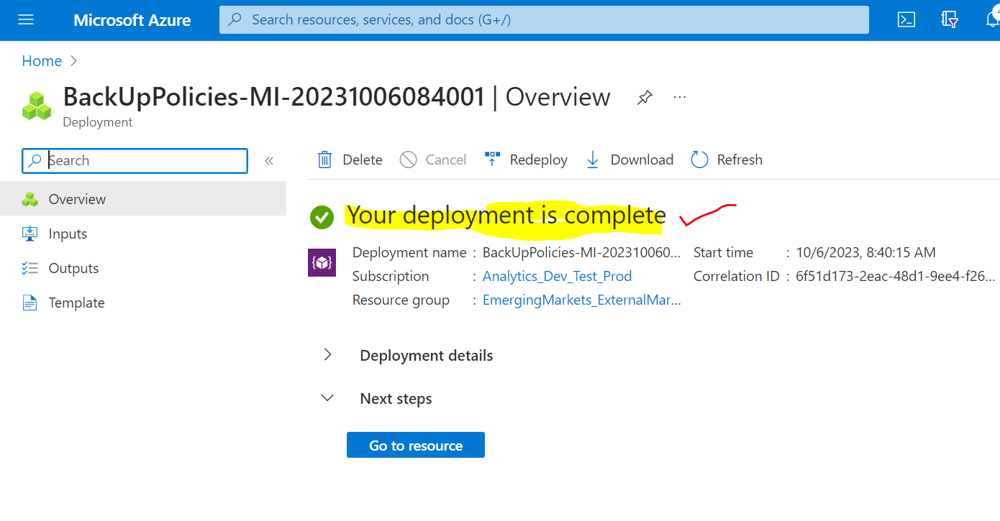 Microsoft Azure
Search resources, services, and docs (G+/)
Home
BackUpPolicies-MI-20231006084001 | Overview
Deployment
Search
Delete
Cancel
Redeploy
Download
Refresh
Overview
Inputs
Outputs
Template
Your deployment is complete
Deployment name : BackUpPolicies-MI-202310060...
Start time : 10/6/2023, 8:40:15 AM
Subscription : Analytics_Dev_Test_Prod
Correlation ID : 6f51d173-2eac-48d1-9ee4-f26...
Resource group : EmergingMarkets_ExternalMar...
Deployment details
Next steps
Go to resource